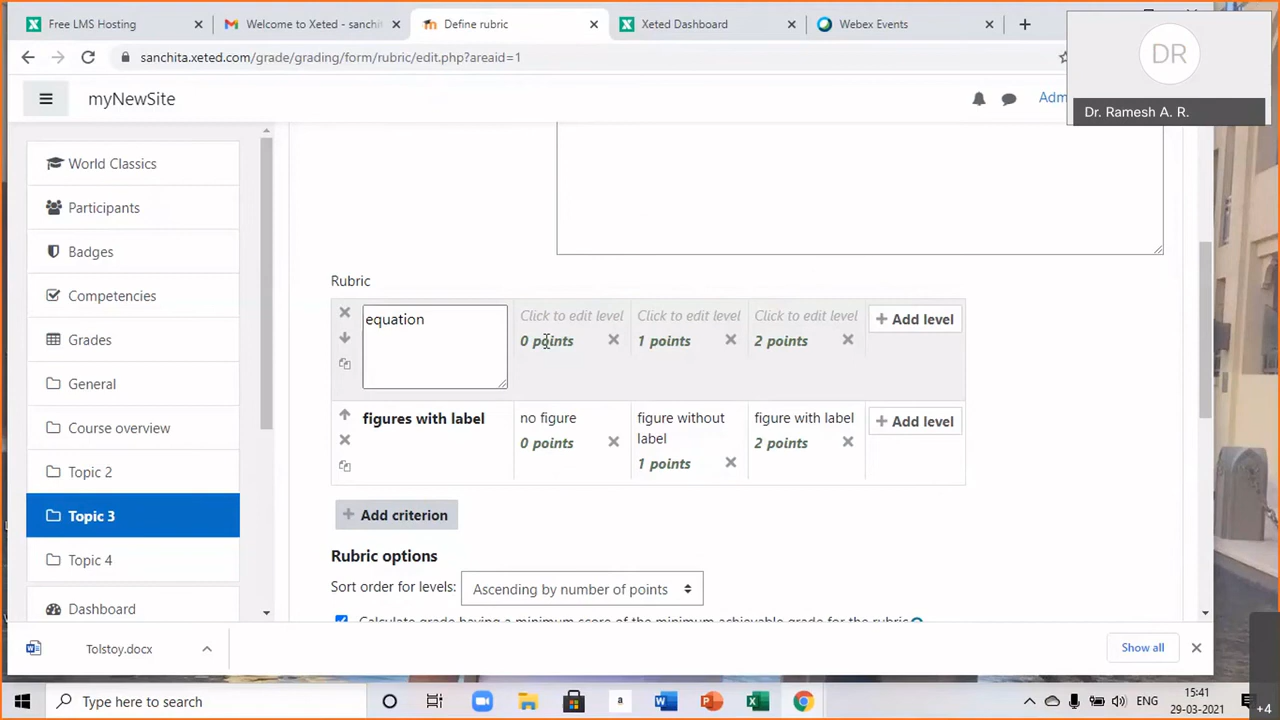 Free LMS Hosting
Welcome to Xeted - sanchit
Define rubric
Xeted Dashboard
Webex Events
sanchita.xeted.com/grade/grading/form/rubric/edit.php?areaid=1
DR
Dr. Ramesh A. R.
myNewSite
Adm
World Classics
Participants
Badges
Competencies
Grades
General
Course overview
Topic 2
Topic 3
Topic 4
Dashboard
Rubric
equation
Click to edit level
0 points
Click to edit level
1 points
Click to edit level
2 points
+ Add level
figures with label
no figure
0 points
figure without
label
1 points
figure with label
2 points
+ Add level
+ Add criterion
Rubric options
Sort order for levels:
Ascending by number of points
Calculate grade having a minimum score of the minimum achievable grade for the rubric
Tolstoy.docx
Show all
Type here to search
a
ENG
15:41
29-03-2021
+4